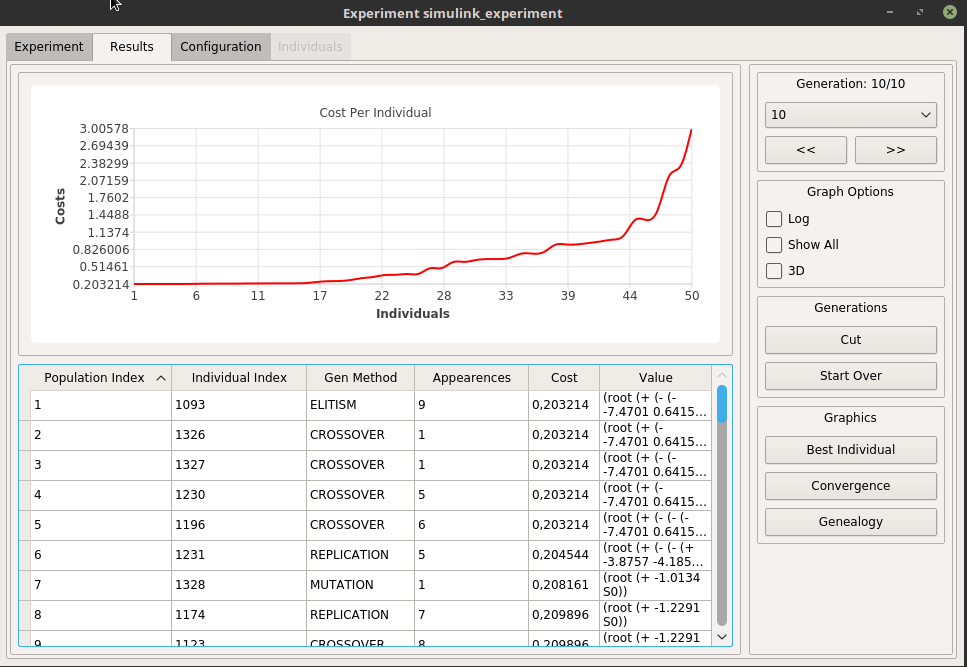 Experiment simulink_experiment
Experiment Results Configuration Individuals
Cost Per Individual
Costs
3.00578
2.69439
2.38299
2.07159
1.7602
1.4488
1.1374
0.826006
0.51461
0.203214
1 6 11 17 22 28 33 39 44 50
Individuals
Population Index Individual Index Gen Method Appearences Cost Value
1 1093 ELITISM 9 0,203214 (root (+ (- (-
-7.4701 0.6415...
2 1326 CROSSOVER 1 0,203214 (root (+ (-
-7.4701 0.6415...
3 1327 CROSSOVER 1 0,203214 (root (+ (- (-
-7.4701 0.6415...
4 1230 CROSSOVER 5 0,203214 (root (+ (-
-7.4701 0.6415...
5 1196 CROSSOVER 6 0,203214 (root (+ (- (- (-
-7.4701 0.6415...
6 1231 REPLICATION 5 0,204544 (root (+ (- (- (+
-3.8757 -4.185...
7 1328 MUTATION 1 0,208161 (root (+ -1.0134
S0))
8 1174 REPLICATION 7 0,209896 (root (+ -1.2291
S0))
9 1123 CROSSOVER 8 0,209896 (root (+ -1.2291
Generation: 10/10
10
<< >>
Graph Options
Log
Show All
3D
Generations
Cut
Start Over
Graphics
Best Individual
Convergence
Genealogy